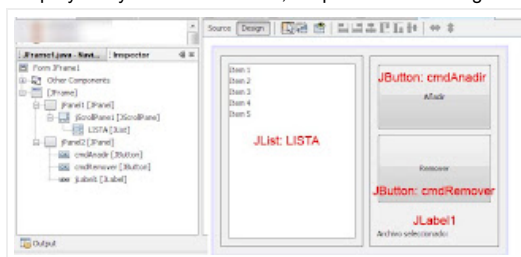 Source Design
JFrame1.java - Navi... Inspector
Form JFrame1
Other Components
[JFrame]
jPanel1 [JPanel]
jScrollPane1 [JScrollPane]
LISTA [JList]
jPanel2 [JPanel]
cmdAnadir [JButton]
cmdRemover [JButton]
jLabel1 [JLabel]
Output
Item 1
Item 2
Item 3
Item 4
Item 5
JList: LISTA
JButton: cmdAnadir
Añadir
Remover
JButton: cmdRemover
JLabel1
Archivo seleccionado: